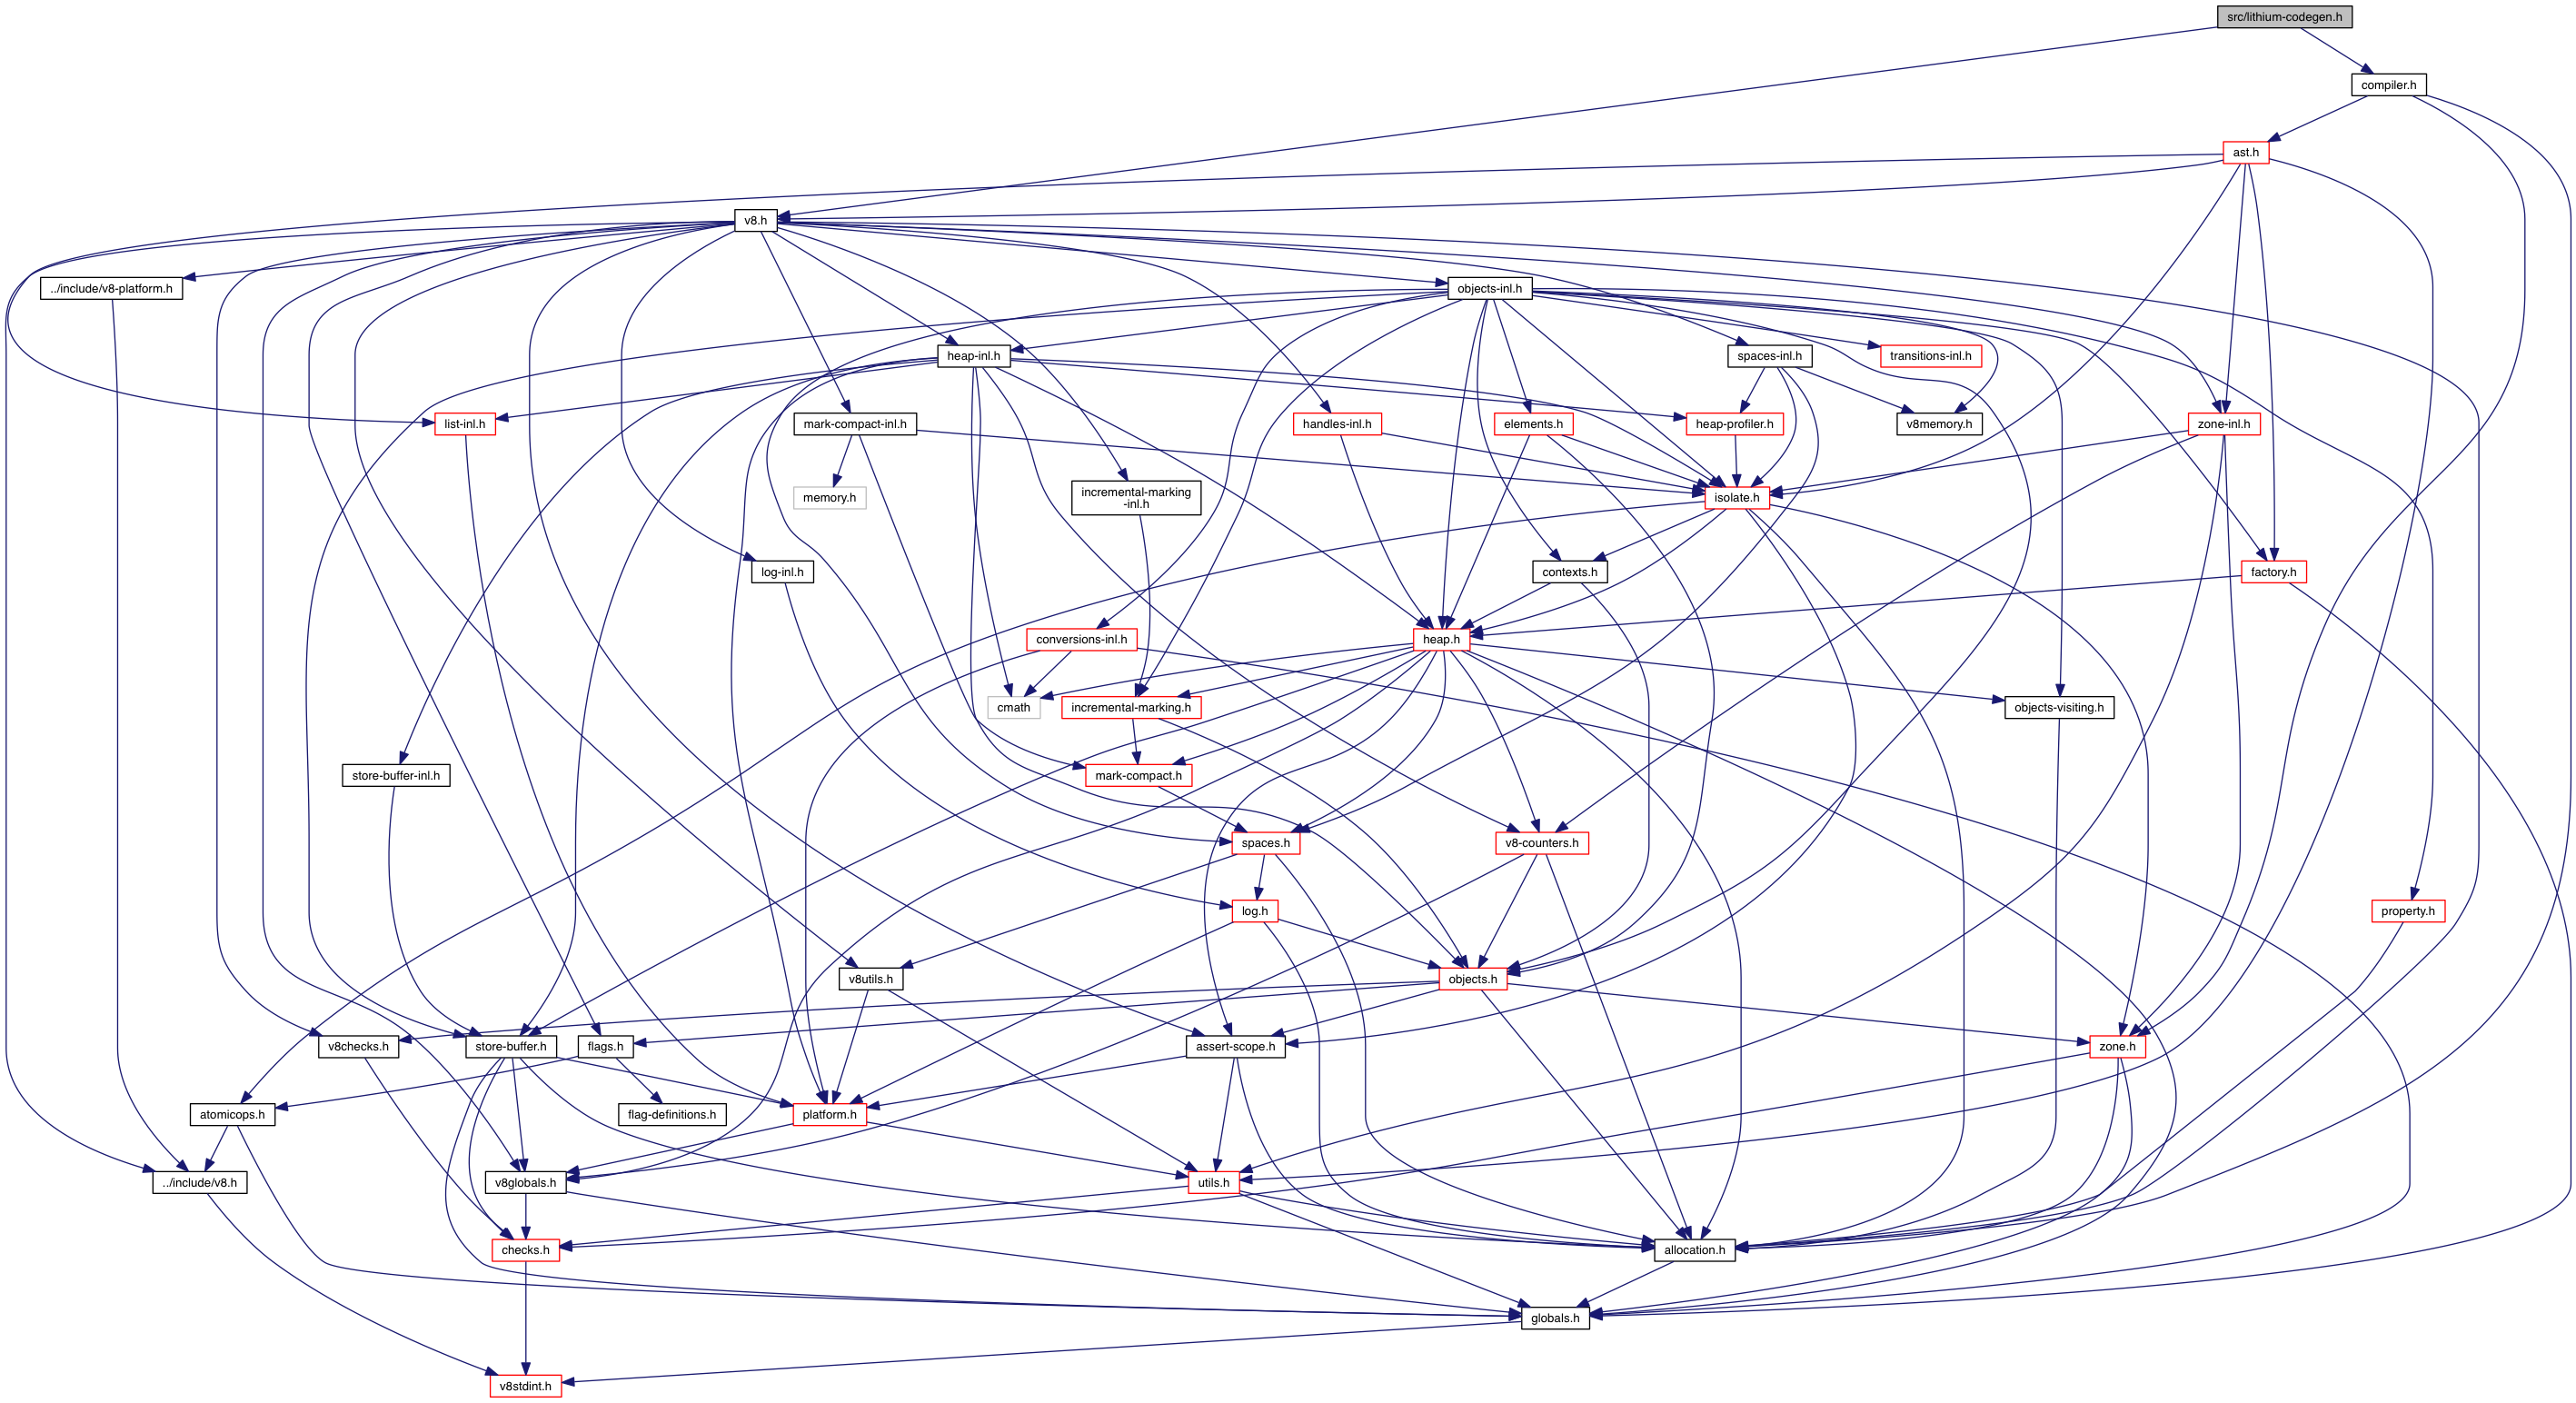 src/lithium-codegen.h
compiler.h
ast.h
v8.h
../include/v8-platform.h
objects-inl.h
heap-inl.h
spaces-inl.h
transitions-inl.h
list-inl.h
mark-compact-inl.h
handles-inl.h
elements.h
heap-profiler.h
v8memory.h
zone-inl.h
memory.h
incremental-marking
-inl.h
isolate.h
log-inl.h
contexts.h
factory.h
conversions-inl.h
heap.h
cmath
incremental-marking.h
objects-visiting.h
store-buffer-inl.h
mark-compact.h
spaces.h
v8-counters.h
log.h
property.h
v8utils.h
objects.h
v8checks.h
store-buffer.h
flags.h
assert-scope.h
zone.h
atomicops.h
flag-definitions.h
platform.h
../include/v8.h
v8globals.h
utils.h
checks.h
allocation.h
globals.h
v8stdint.h